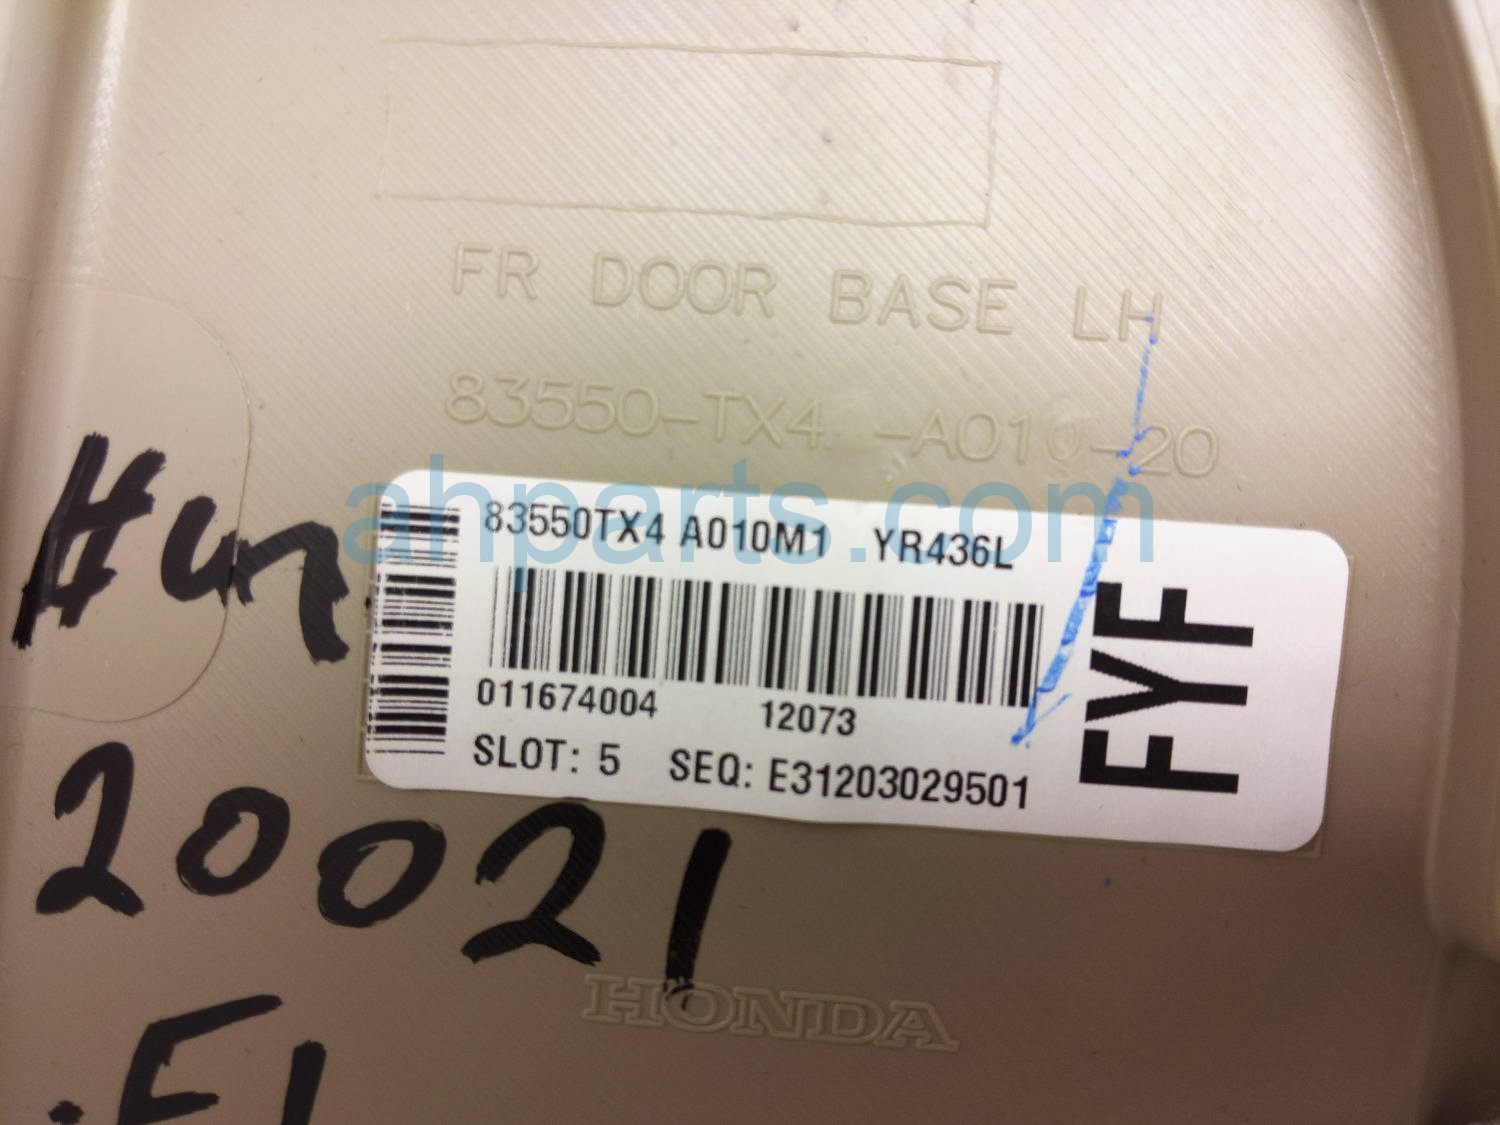 FR DOOR BASE LH
83550-TX4 -A010-20
ahparts.com
83550TX4 A010M1 YR436L
011674004 12073
SLOT: 5 SEQ: E31203029501
FYF
20021
HONDA